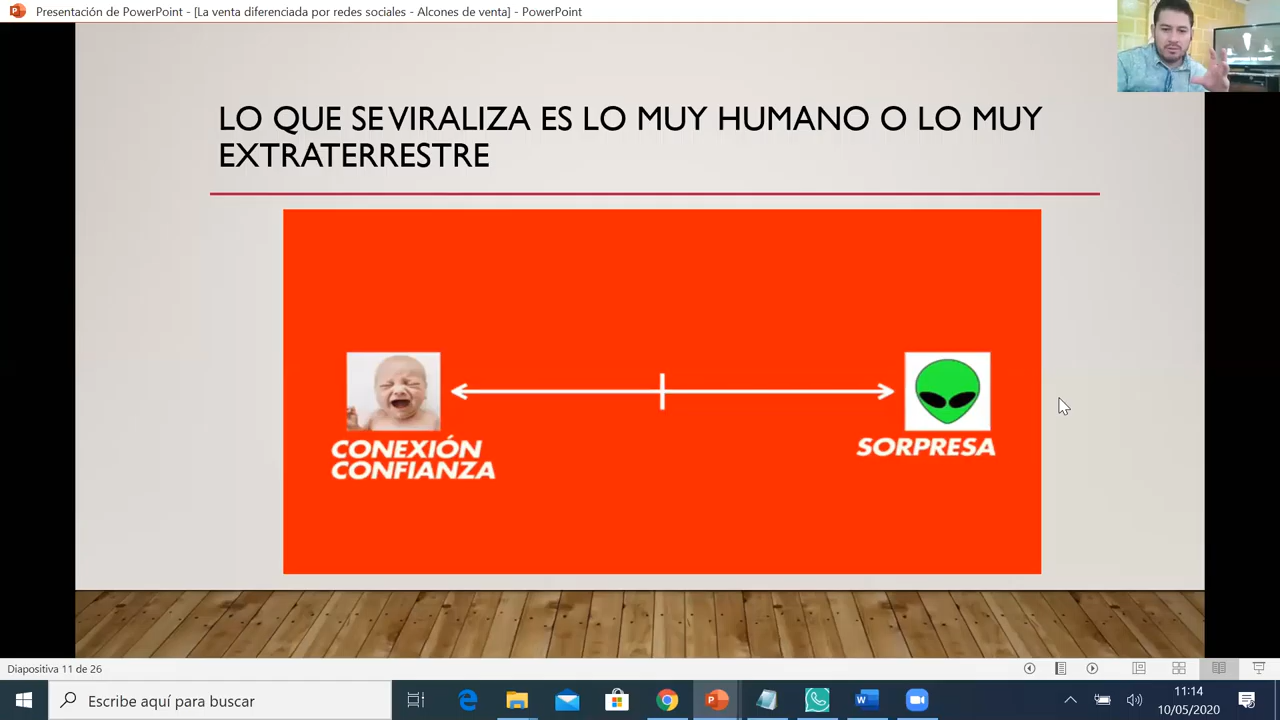 Presentación de PowerPoint - [La venta diferenciada por redes sociales - Alcones de venta] - PowerPoint
LO QUE SE VIRALIZA ES LO MUY HUMANO O LO MUY
EXTRATERRESTRE
CONEXIÓN
CONFIANZA
SORPRESA
Diapositiva 11 de 26
Escribe aquí para buscar
11:14
10/05/2020